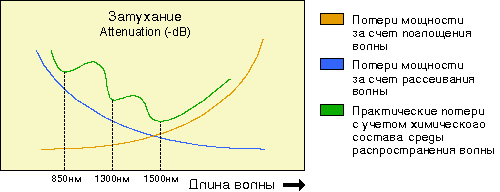 Затухание
Attenuation (-dB)
850нм
1300нм
1500нм
Длина волны
Потери мощности
за счет поглощения
волны
Потери мощности
за счет рассеивания
волны
Практические потери
с учетом химического
состава среды
распространения волны